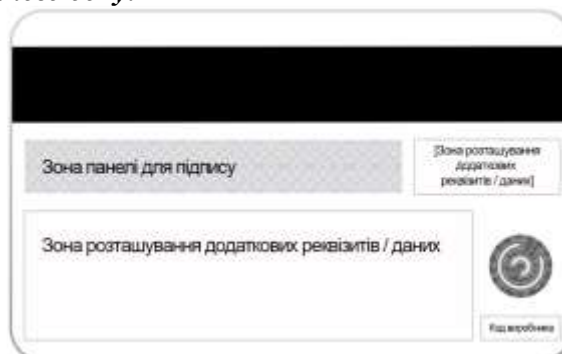 Зона панелі для підпису
[Зона розташування
додаткових
реквізитів / даних]
Зона розташування додаткових реквізитів / даних
Код виробника